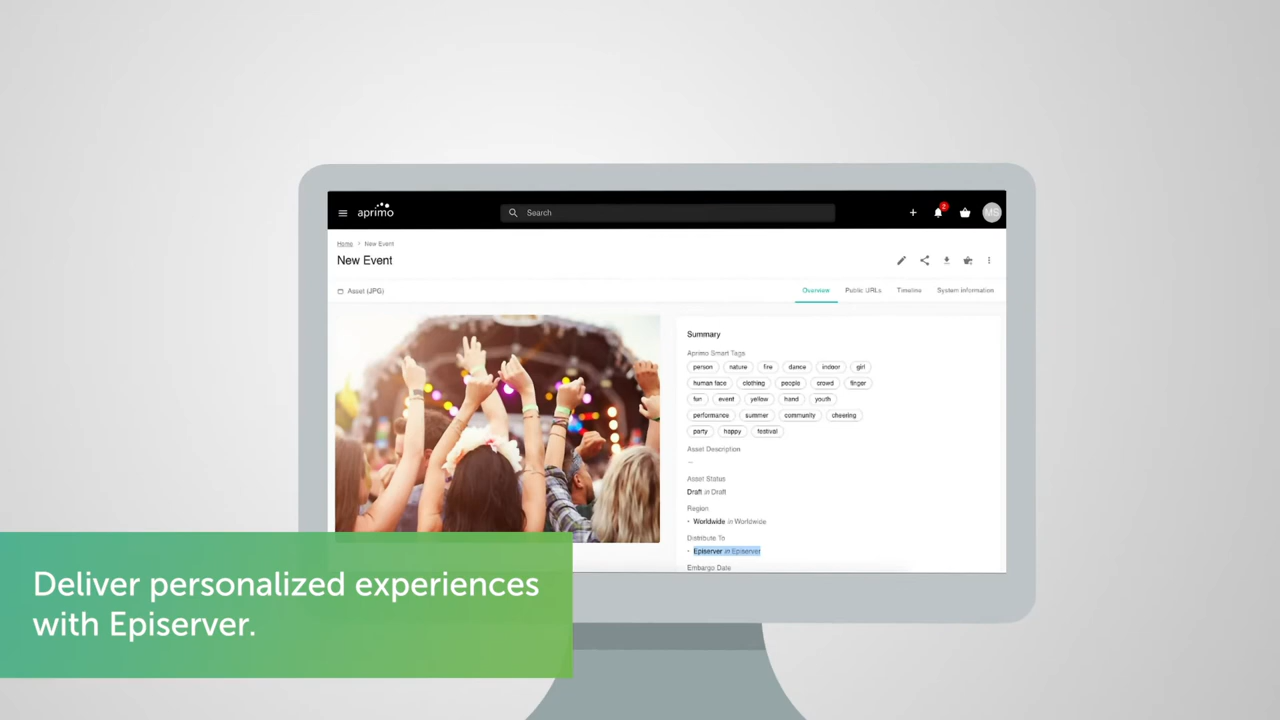 aprimo
Search
2
MS
Home > New Event
New Event
Asset (JPG)
Overview
Public URLs
Timeline
System information
Summary
Aprimo Smart Tags
person nature fire dance indoor girl
human face clothing people crowd finger
fun event yellow hand youth
performance summer community cheering
party happy festival
Asset Description
--
Asset Status
Draft in Draft
Region
• Worldwide in Worldwide
Distribute To
• Episerver in Episerver
Embargo Date
Deliver personalized experiences
with Episerver.